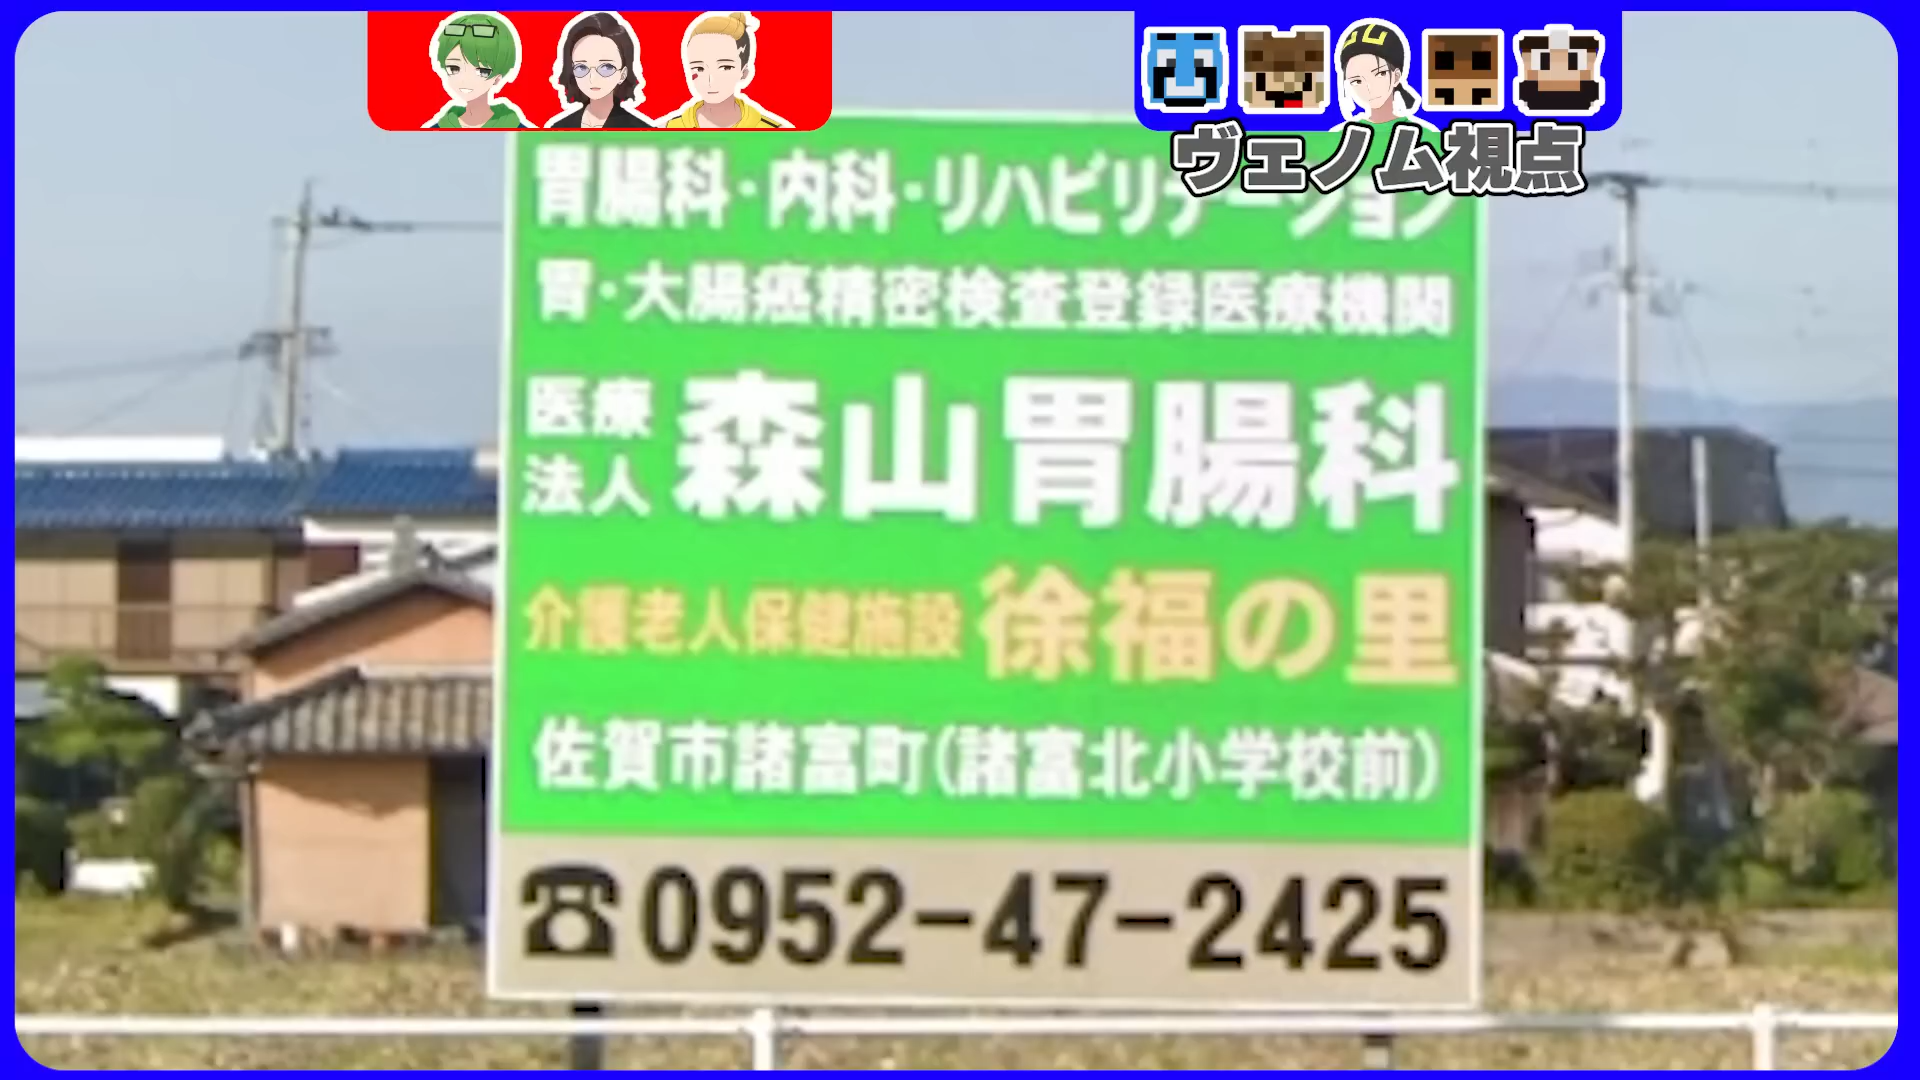 ヴェノム視点
胃腸科・内科・リハビリテーション
胃・大腸癌精密検査登録医療機関
医療法人 森山胃腸科
介護老人保健施設 徐福の里
佐賀市諸富町(諸富北小学校前)
☎0952-47-2425